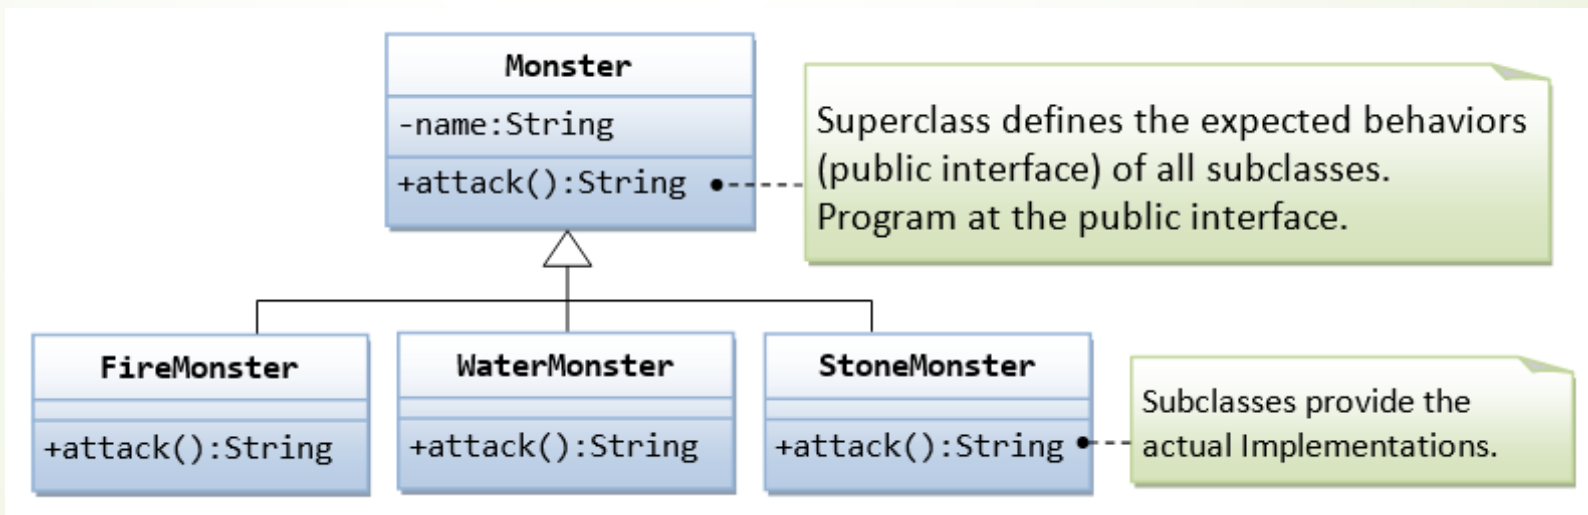 Monster
-name:String
+attack():String
Superclass defines the expected behaviors
(public interface) of all subclasses.
Program at the public interface.
FireMonster
+attack():String
WaterMonster
+attack():String
StoneMonster
+attack():String
Subclasses provide the
actual Implementations.